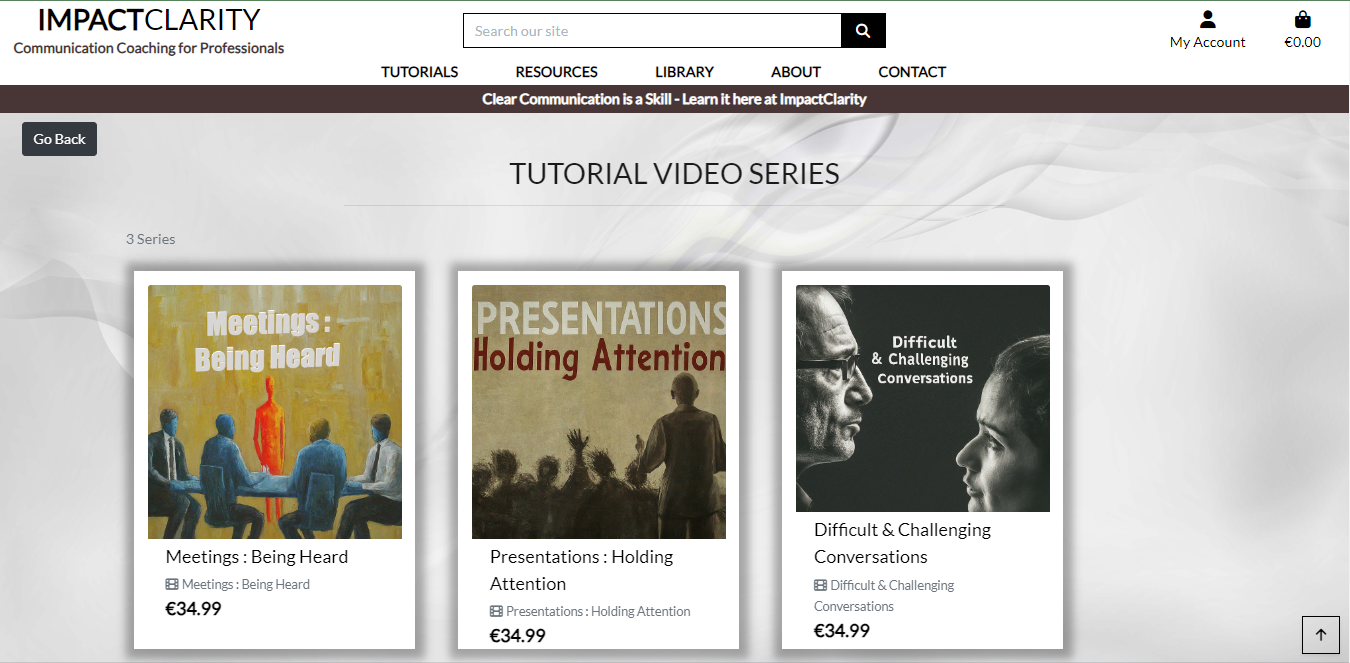 IMPACTCLARITY
Communication Coaching for Professionals
Search our site
My Account
€0.00
TUTORIALS RESOURCES LIBRARY ABOUT CONTACT
Clear Communication is a Skill - Learn it here at ImpactClarity
Go Back
TUTORIAL VIDEO SERIES
3 Series
Meetings :
Being Heard
Meetings : Being Heard
Meetings : Being Heard
€34.99
PRESENTATIONS
Holding Attention
Presentations : Holding
Attention
Presentations : Holding Attention
€34.99
Difficult
& Challenging
Conversations
Difficult & Challenging
Conversations
Difficult & Challenging
Conversations
€34.99